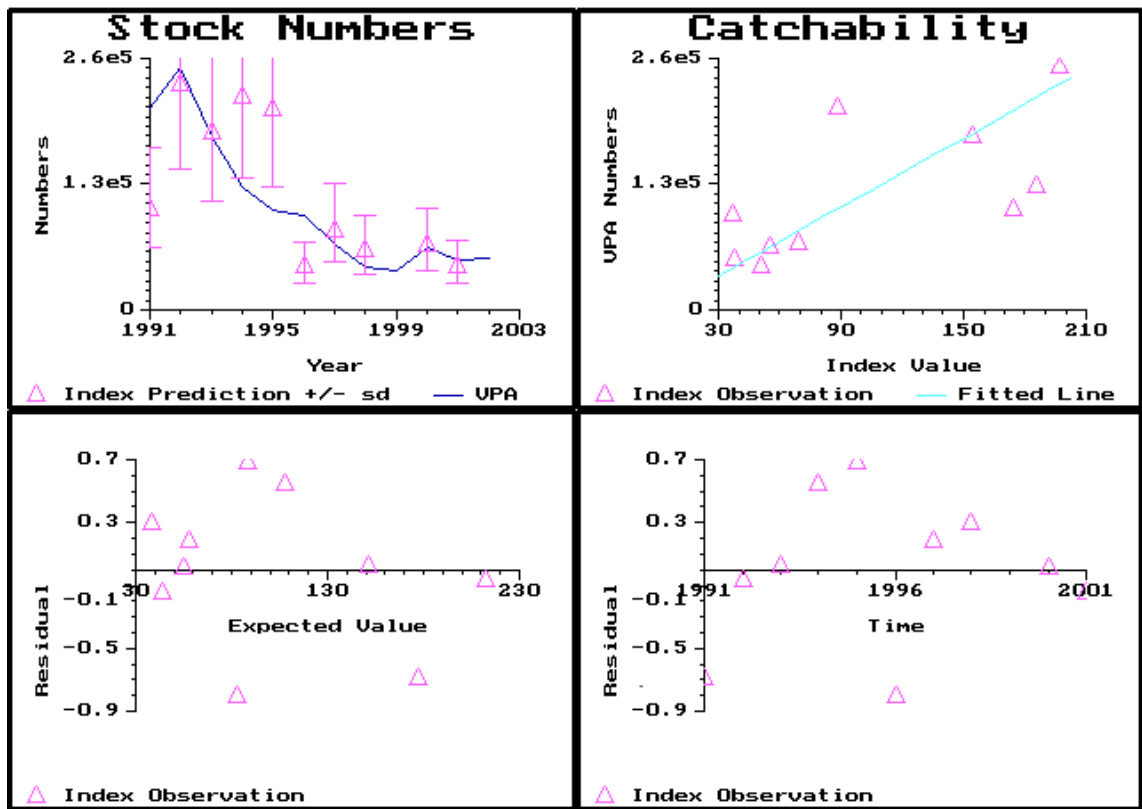 Stock Numbers
2.6e5
1.3e5
0
Numbers
1991 1995 1999 2003
Year
Index Prediction +/- sd VPA
Catchability
2.6e5
1.3e5
0
VPA Numbers
30 90 150 210
Index Value
Index Observation Fitted Line
0.7
0.3
-0.1
-0.5
-0.9
Residual
30 130 230
Expected Value
Index Observation
0.7
0.3
-0.1
-0.5
-0.9
Residual
1991 1996 2001
Time
Index Observation